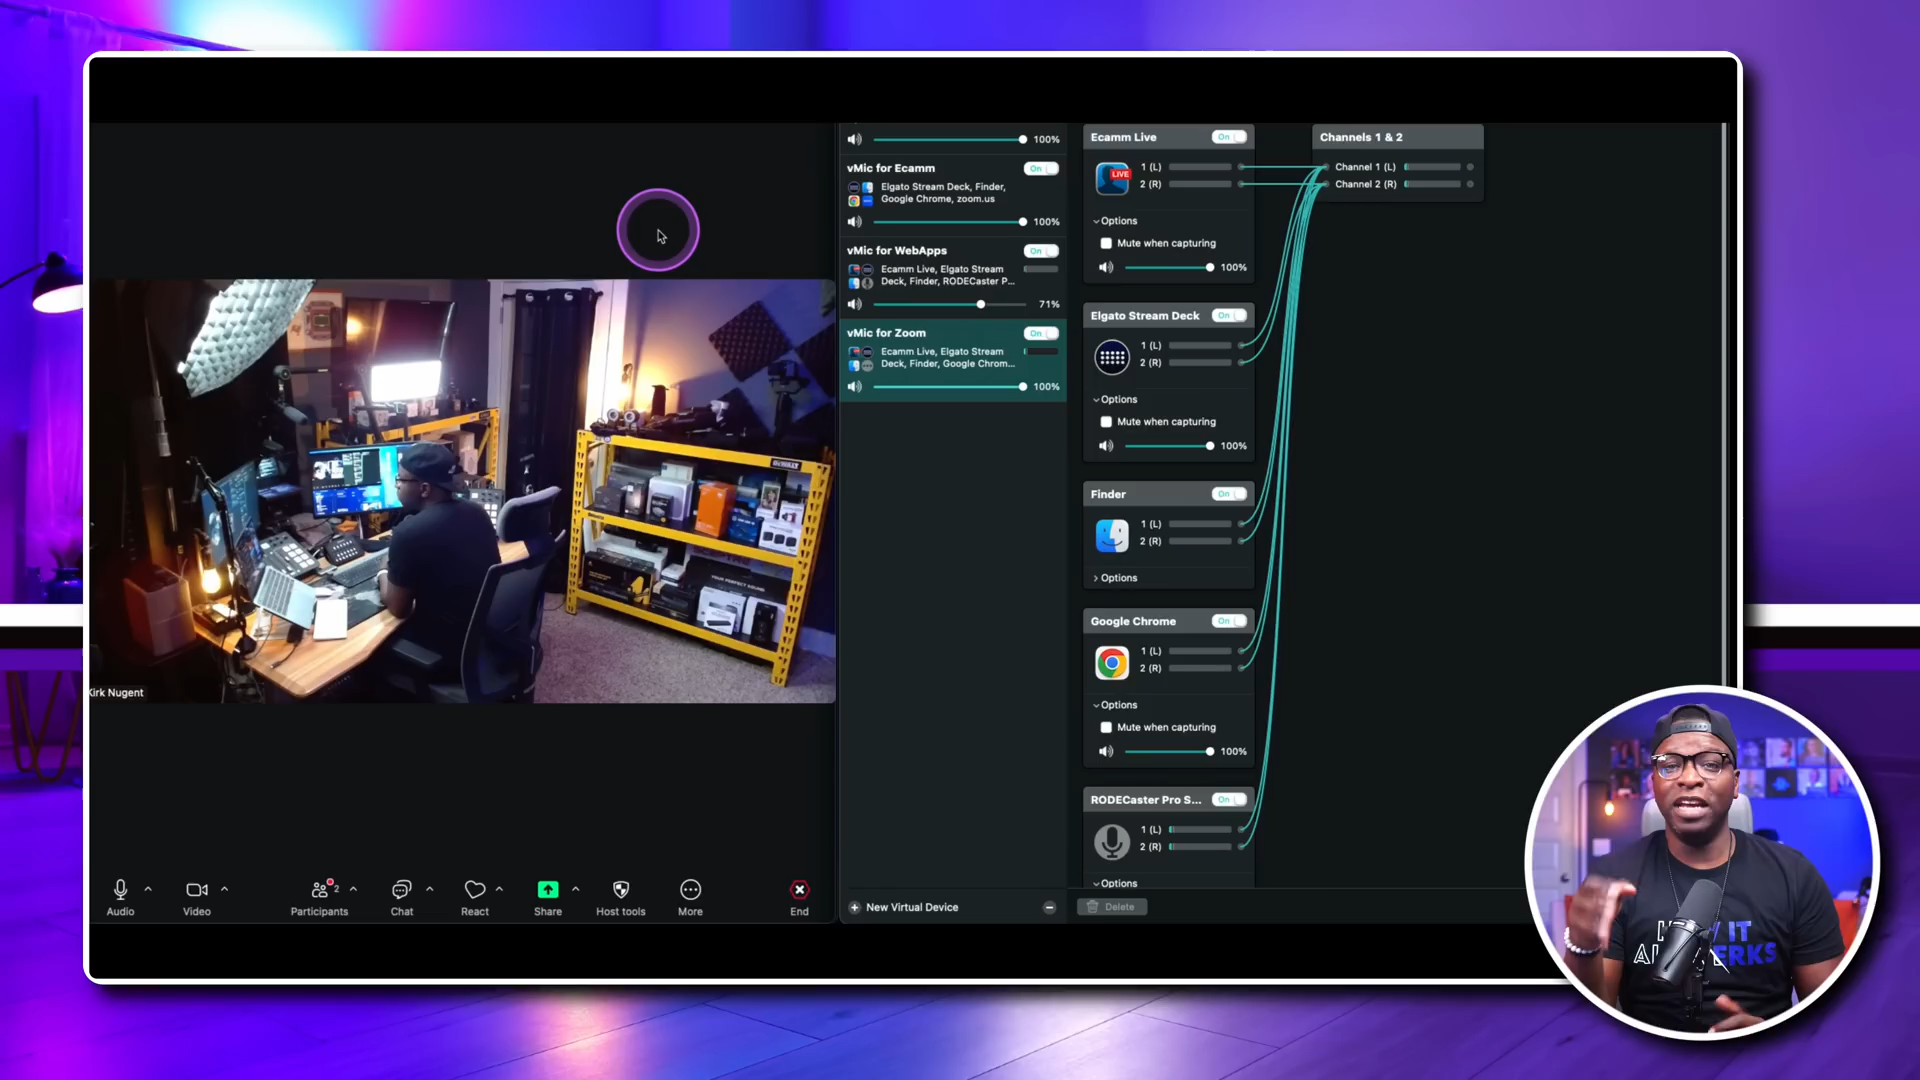 100%
vMic for Ecamm
On
Elgato Stream Deck, Finder,
Google Chrome, zoom.us
100%
vMic for WebApps
On
Ecamm Live, Elgato Stream
Deck, Finder, RODECaster P...
71%
vMic for Zoom
On
Ecamm Live, Elgato Stream
Deck, Finder, Google Chrom...
100%
New Virtual Device
Ecamm Live
On
LIVE
1 (L)
2 (R)
Options
Mute when capturing
100%
Elgato Stream Deck
On
1 (L)
2 (R)
Options
Mute when capturing
100%
Finder
On
1 (L)
2 (R)
Options
Google Chrome
On
1 (L)
2 (R)
Options
Mute when capturing
100%
RODECaster Pro S...
On
1 (L)
2 (R)
Options
Delete
Channels 1 & 2
Channel 1 (L)
Channel 2 (R)
DEWALT
Kirk Nugent
Audio
Video
2
Participants
Chat
React
Share
Host tools
More
End
IT